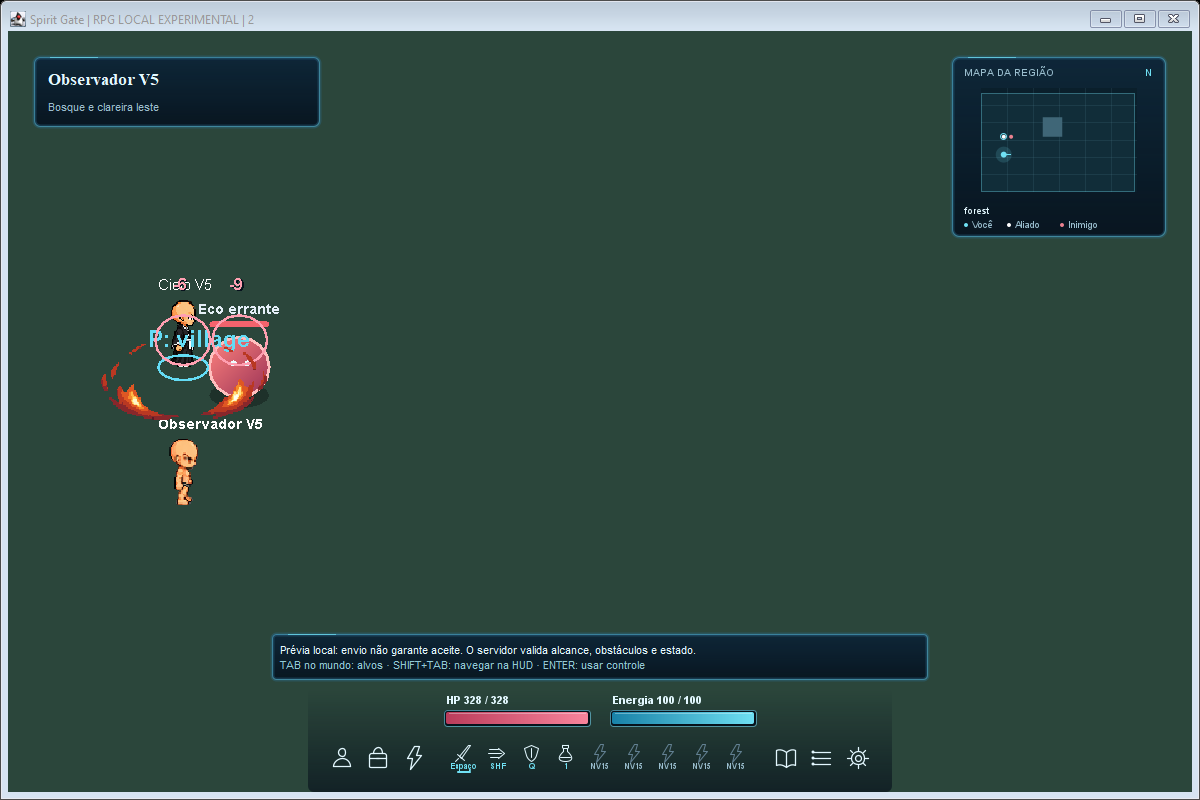 Spirit Gate | RPG LOCAL EXPERIMENTAL | 2
Observador V5
Bosque e clareira leste
MAPA DA REGIÃO
N
forest
Você
Aliado
Inimigo
V5
-9
Eco errante
P: village
Observador V5
Prévia local: envio não garante aceite. O servidor valida alcance, obstáculos e estado.
TAB no mundo: alvos · SHIFT+TAB: navegar na HUD · ENTER: usar controle
HP 328 / 328
Energia 100 / 100
Espaço
SHF
Q
1
NV15
NV15
NV15
NV15
NV15